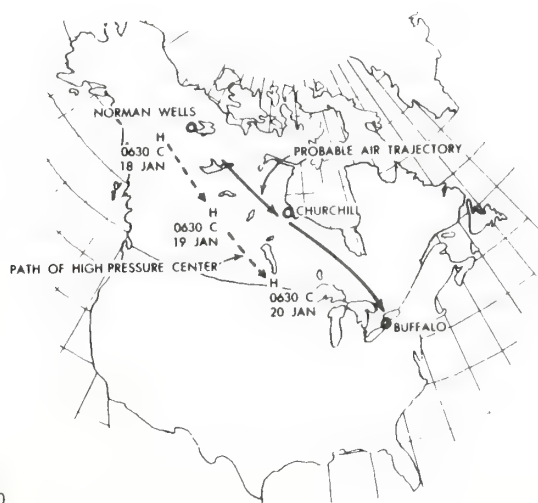 NORMAN WELLS
H
0630 C
18 JAN
PROBABLE AIR TRAJECTORY
CHURCHILL
H
0630 C
19 JAN
PATH OF HIGH PRESSURE CENTER
H
0630 C
20 JAN
BUFFALO